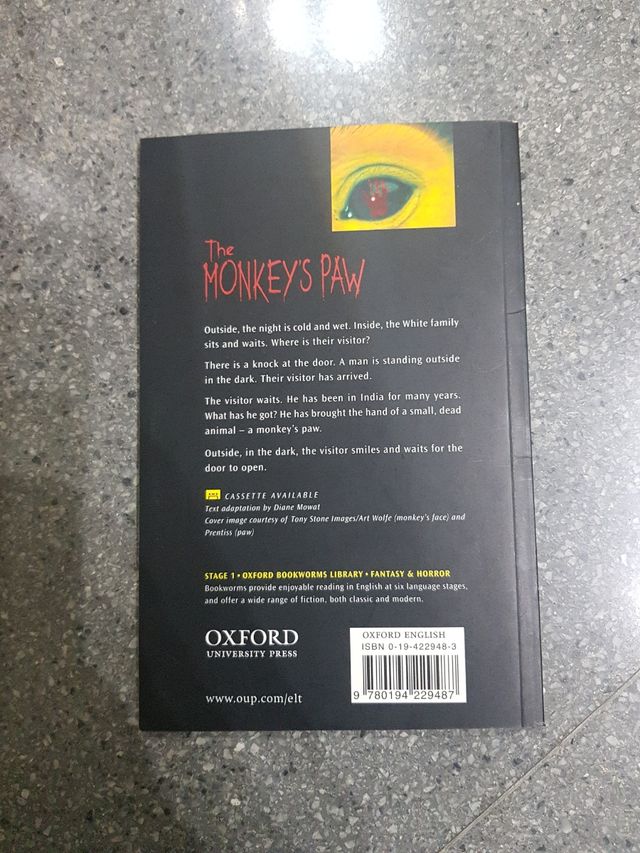 The
MONKEY'S PAW
Outside, the night is cold and wet. Inside, the White family
sits and waits. Where is their visitor?
There is a knock at the door. A man is standing outside
in the dark. Their visitor has arrived.
The visitor waits. He has been in India for many years.
What has he got? He has brought the hand of a small, dead
animal – a monkey's paw.
Outside, in the dark, the visitor smiles and waits for the
door to open.
CASSETTE AVAILABLE
Text adaptation by Diane Mowat
Cover image courtesy of Tony Stone Images/Art Wolfe (monkey's face) and
Prentiss (paw)
STAGE 1 • OXFORD BOOKWORMS LIBRARY • FANTASY & HORROR
Bookworms provide enjoyable reading in English at six language stages,
and offer a wide range of fiction, both classic and modern.
OXFORD
UNIVERSITY PRESS
www.oup.com/elt
OXFORD ENGLISH
ISBN 0-19-422948-3
9 780194 229487